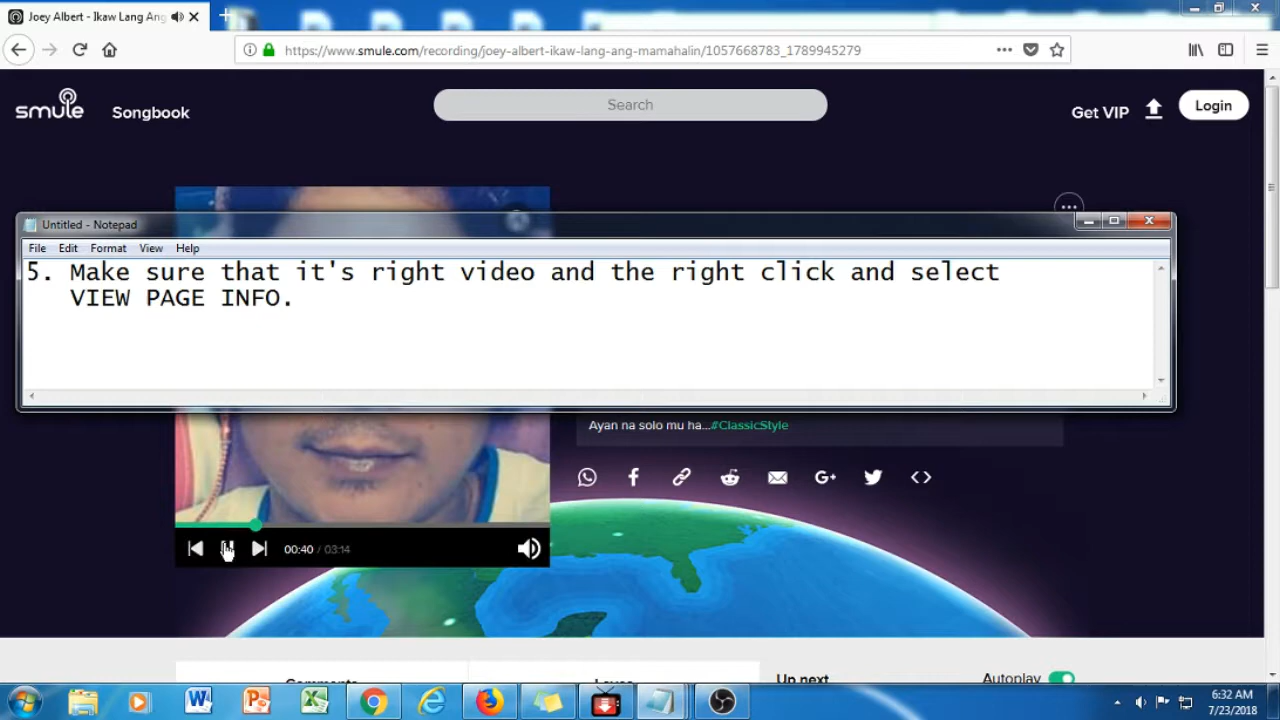 Joey Albert - Ikaw Lang Ang
https://www.smule.com/recording/joey-albert-ikaw-lang-ang-mamahalin/1057668783_1789945279
smule
Songbook
Search
Get VIP
Login
Untitled - Notepad
File Edit Format View Help
5. Make sure that it's right video and the right click and select
VIEW PAGE INFO.
Ayan na solo mu ha...#ClassicStyle
00:40 / 03:14
Comments
Loves
Up next
Autoplay
6:32 AM
7/23/2018